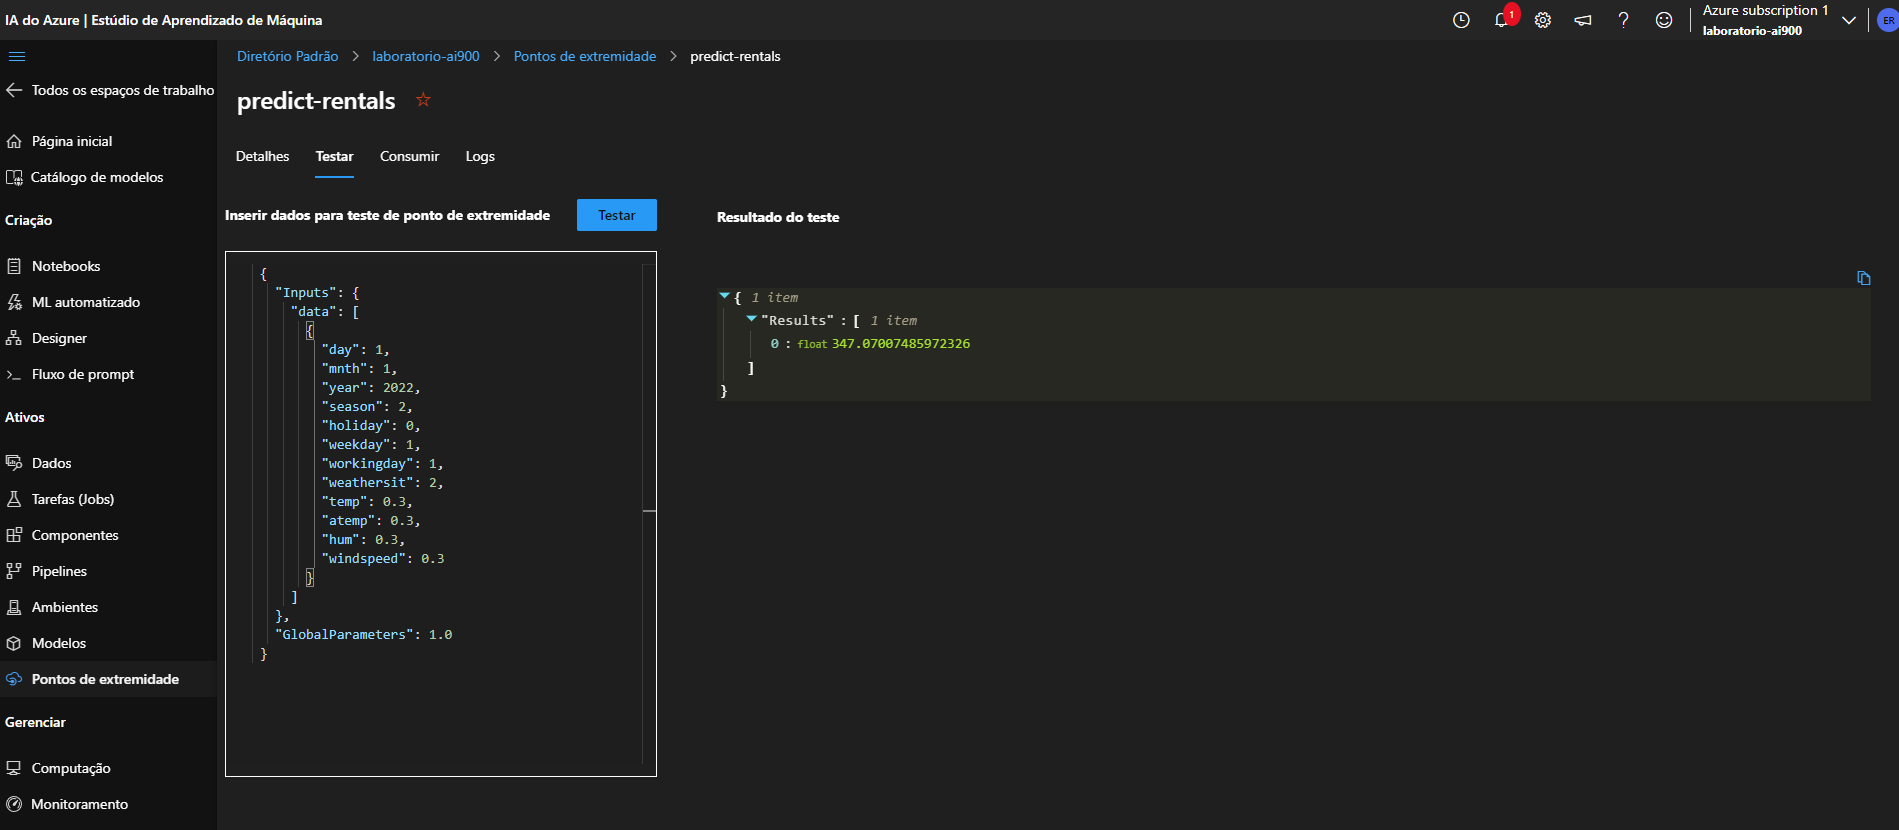 IA do Azure | Estúdio de Aprendizado de Máquina
1
Azure subscription 1
laboratorio-ai900
ER
Todos os espaços de trabalho
Página inicial
Catálogo de modelos
Criação
Notebooks
ML automatizado
Designer
Fluxo de prompt
Ativos
Dados
Tarefas (Jobs)
Componentes
Pipelines
Ambientes
Modelos
Pontos de extremidade
Gerenciar
Computação
Monitoramento
Diretório Padrão > laboratorio-ai900 > Pontos de extremidade > predict-rentals
predict-rentals
Detalhes Testar Consumir Logs
Inserir dados para teste de ponto de extremidade Testar
{
"Inputs": {
"data": [
{
"day": 1,
"mnth": 1,
"year": 2022,
"season": 2,
"holiday": 0,
"weekday": 1,
"workingday": 1,
"weathersit": 2,
"temp": 0.3,
"atemp": 0.3,
"hum": 0.3,
"windspeed": 0.3
}
]
},
"GlobalParameters": 1.0
}
Resultado do teste
{ 1 item
"Results" : [ 1 item
0 : float 347.07007485972326
]
}